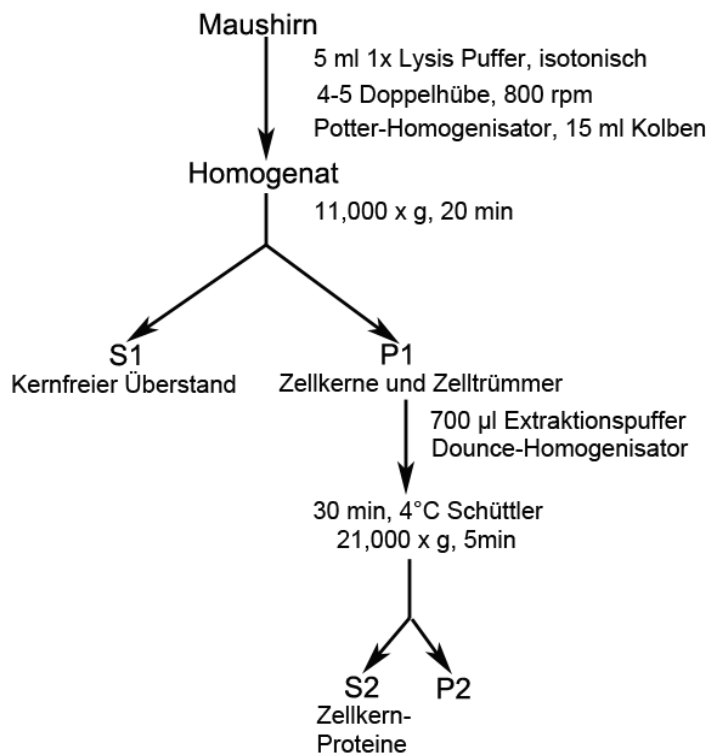 Maushirn
5 ml 1x Lysis Puffer, isotonisch
4-5 Doppelhübe, 800 rpm
Potter-Homogenisator, 15 ml Kolben
Homogenat
11,000 x g, 20 min
S1
Kernfreier Überstand
P1
Zellkerne und Zelltrümmer
700 µl Extraktionspuffer
Dounce-Homogenisator
30 min, 4°C Schüttler
21,000 x g, 5min
S2
Zellkern-
Proteine
P2